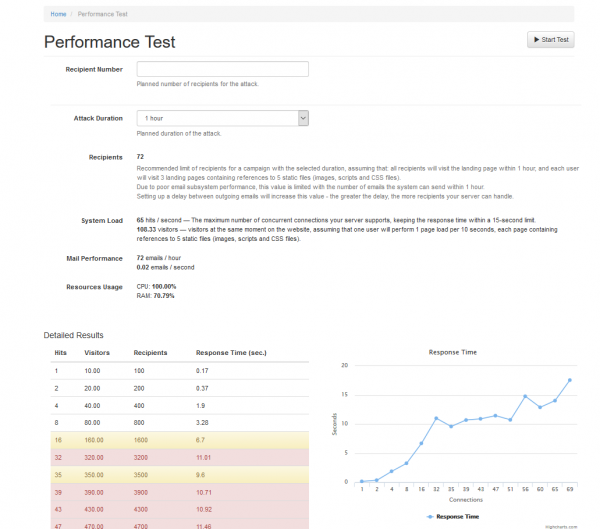 Home / Performance Test
Performance Test
Start Test
Recipient Number
Planned number of recipients for the attack.
Attack Duration
1 hour
Planned duration of the attack.
Recipients
72
Recommended limit of recipients for a campaign with the selected duration, assuming that: all recipients will visit the landing page within 1 hour, and each user
will visit 3 landing pages containing references to 5 static files (images, scripts and CSS files).
Due to poor email subsystem performance, this value is limited with the number of emails the system can send within 1 hour.
Setting up a delay between outgoing emails will increase this value - the greater the delay, the more recipients your server can handle.
System Load
65 hits / second — The maximum number of concurrent connections your server supports, keeping the response time within a 15-second limit.
108.33 visitors — visitors at the same moment on the website, assuming that one user will perform 1 page load per 10 seconds, each page containing
references to 5 static files (images, scripts and CSS files).
Mail Performance
72 emails / hour
0.02 emails / second
Resources Usage
CPU: 100.00%
RAM: 70.79%
Detailed Results
Hits Visitors Recipients Response Time (sec.)
1 10.00 100 0.17
2 20.00 200 0.37
4 40.00 400 1.9
8 80.00 800 3.28
16 160.00 1600 6.7
32 320.00 3200 11.01
35 350.00 3500 9.6
39 390.00 3900 10.71
43 430.00 4300 10.92
47 470.00 4700 11.46
Response Time
Seconds
20
15
10
5
0
1 2 4 8 16 32 35 39 43 47 51 56 60 65 69
Connections
Response Time
Highcharts.com